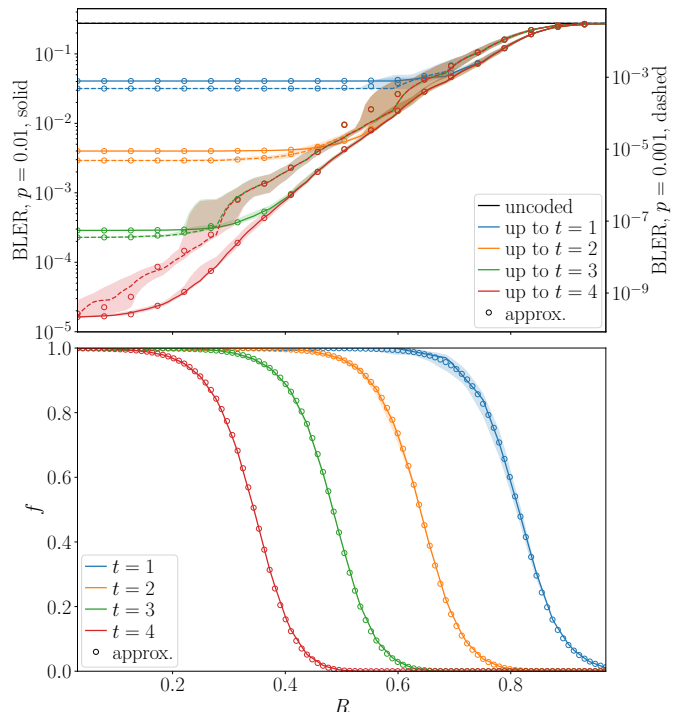 10⁻¹
10⁻²
10⁻³
10⁻⁴
10⁻⁵
BLER, p = 0.01, solid
10⁻³
10⁻⁵
10⁻⁷
10⁻⁹
BLER, p = 0.001, dashed
uncoded
up to t = 1
up to t = 2
up to t = 3
up to t = 4
approx.
1.0
0.8
0.6
0.4
0.2
0.0
f
t = 1
t = 2
t = 3
t = 4
approx.
0.2 0.4 0.6 0.8
R